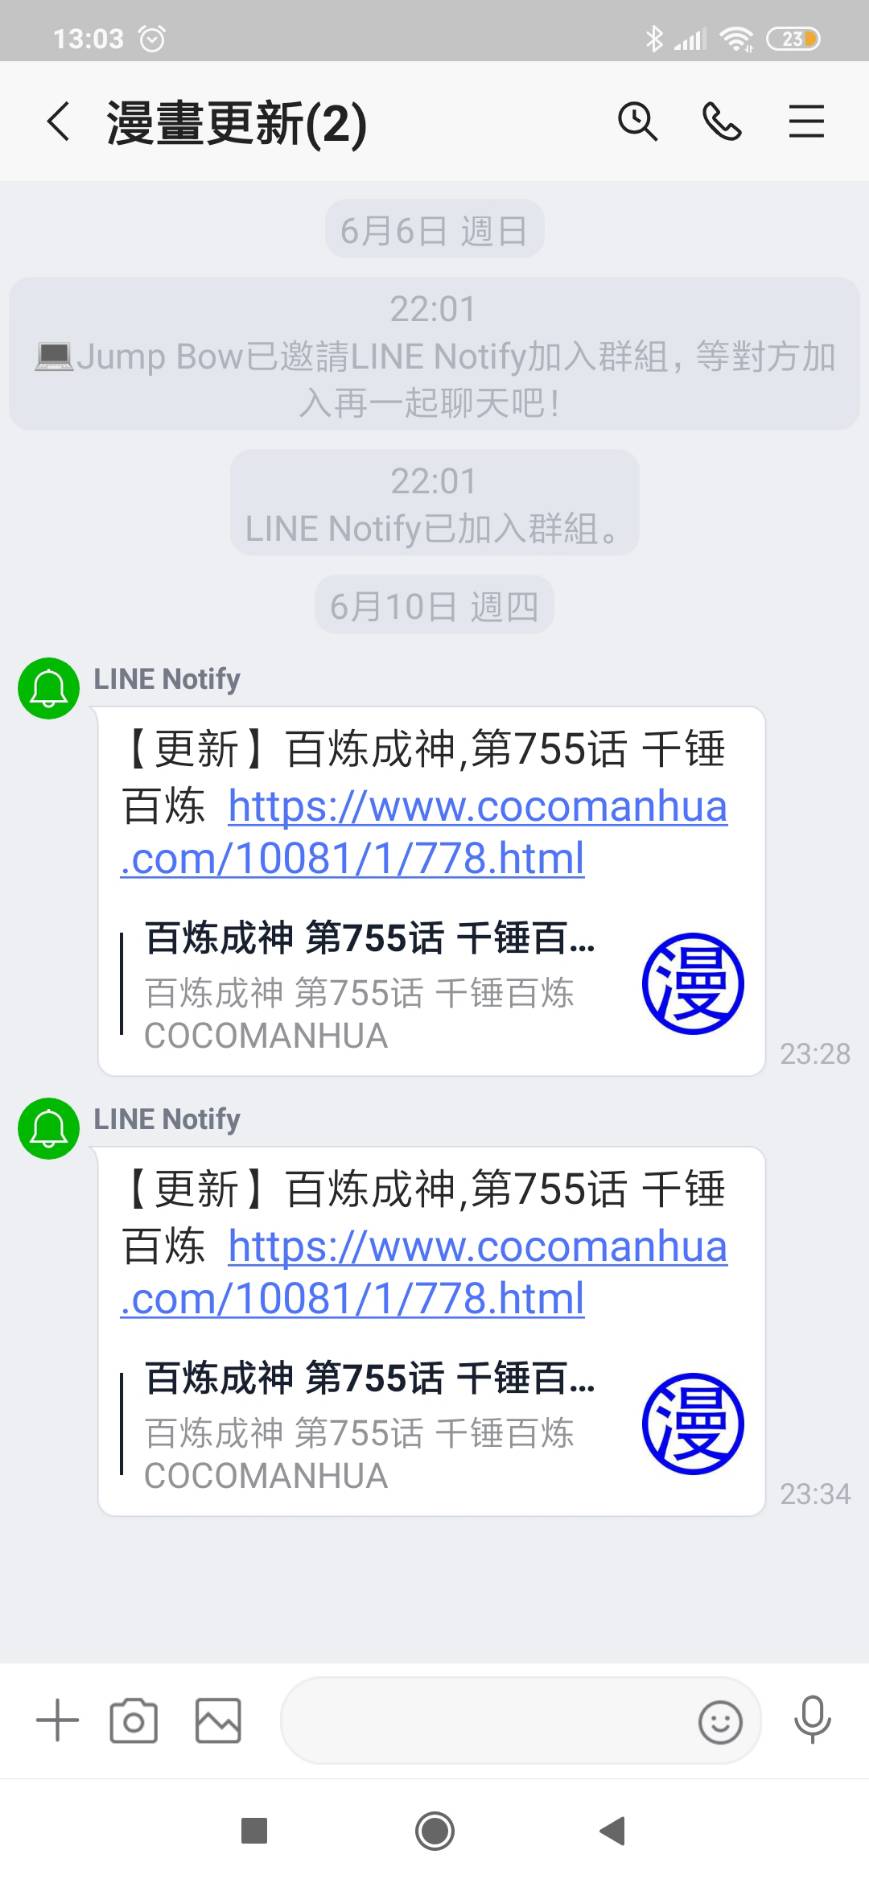 13:03
23
漫畫更新(2)
6月6日 週日
22:01
💻Jump Bow已邀請LINE Notify加入群組，等對方加
入再一起聊天吧！
22:01
LINE Notify已加入群組。
6月10日 週四
LINE Notify
【更新】百炼成神,第755话 千锤
百炼 https://www.cocomanhua
.com/10081/1/778.html
百炼成神 第755话 千锤百...
百炼成神 第755话 千锤百炼
COCOMANHUA
漫
23:28
LINE Notify
【更新】百炼成神,第755话 千锤
百炼 https://www.cocomanhua
.com/10081/1/778.html
百炼成神 第755话 千锤百...
百炼成神 第755话 千锤百炼
COCOMANHUA
漫
23:34